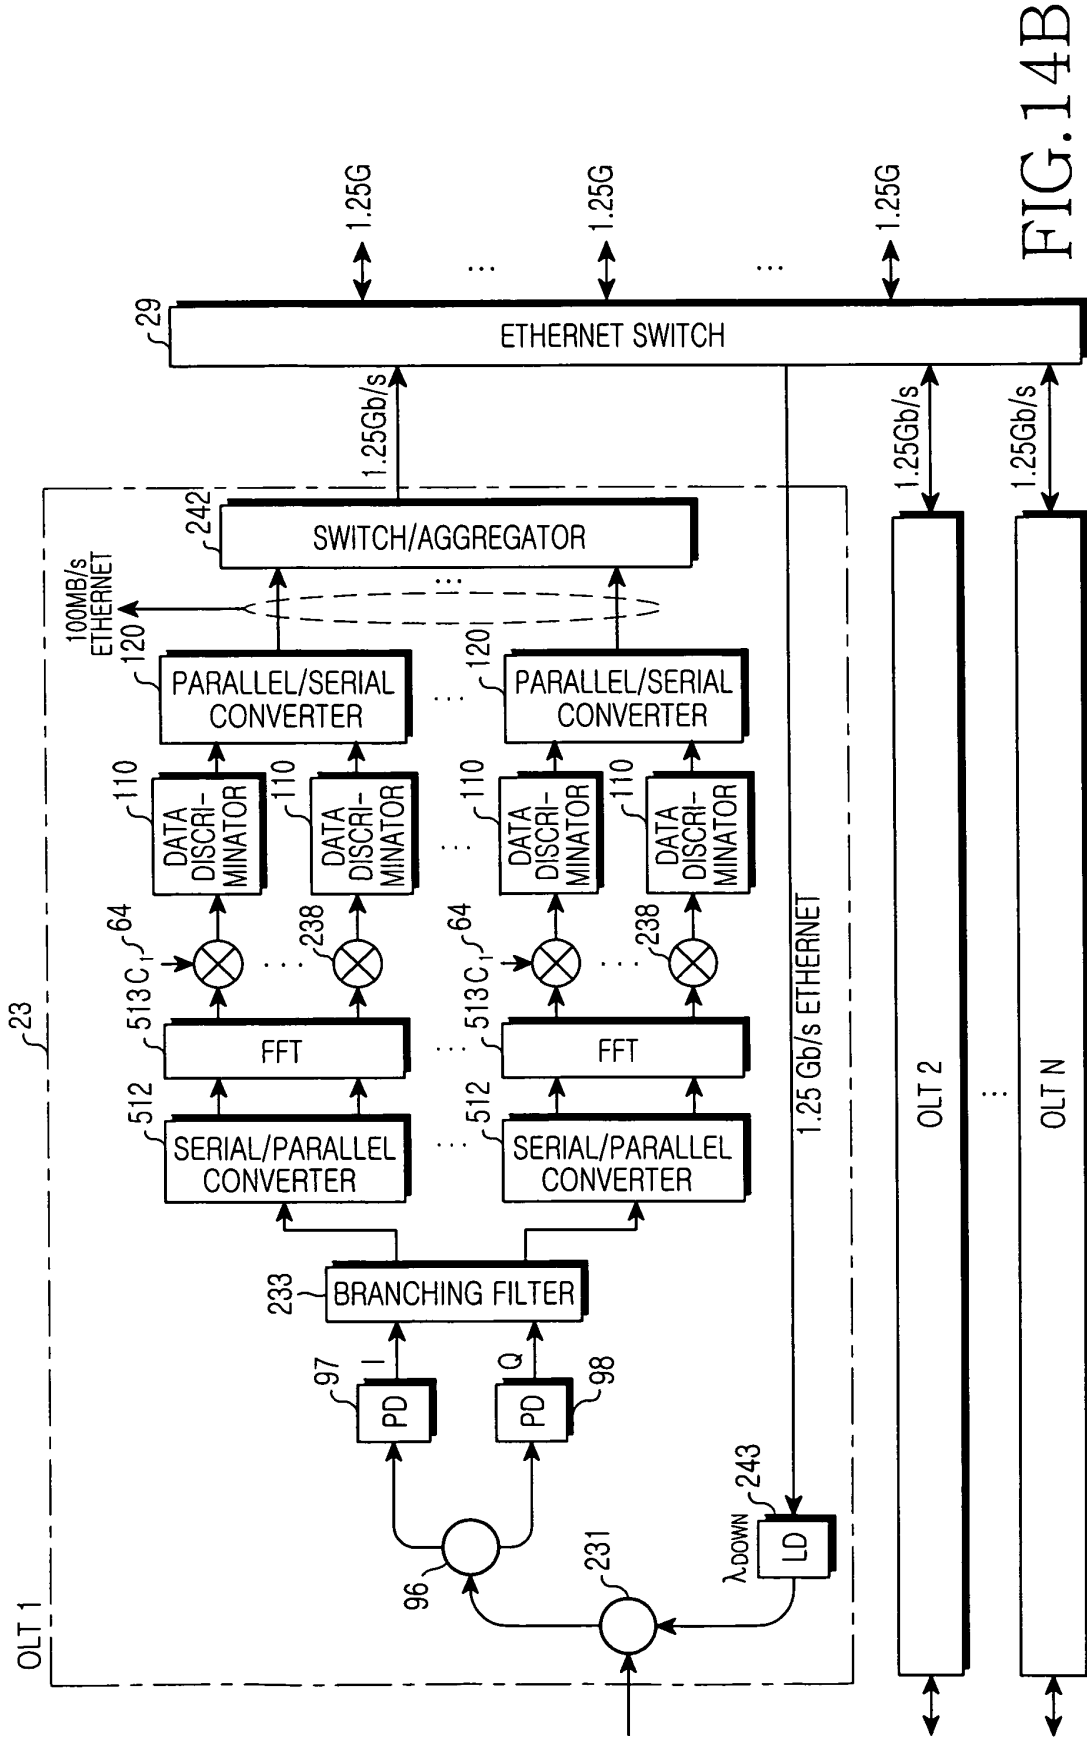 OLT 1
23
96
231
97
PD
I
98
PD
Q
λDOWN
243
LD
233
BRANCHING FILTER
512
SERIAL/PARALLEL
CONVERTER
513
FFT
C1
64
238
110
DATA
DISCRI-
MINATOR
110
DATA
DISCRI-
MINATOR
120
PARALLEL/SERIAL
CONVERTER
...
...
...
...
...
512
SERIAL/PARALLEL
CONVERTER
513
FFT
C1
64
238
...
110
DATA
DISCRI-
MINATOR
110
DATA
DISCRI-
MINATOR
120
PARALLEL/SERIAL
CONVERTER
100MB/s
ETHERNET
...
242
SWITCH/AGGREGATOR
1.25Gb/s
1.25 Gb/s ETHERNET
29
ETHERNET SWITCH
1.25G
...
1.25G
...
1.25G
OLT 2
1.25Gb/s
...
OLT N
1.25Gb/s
FIG.14B